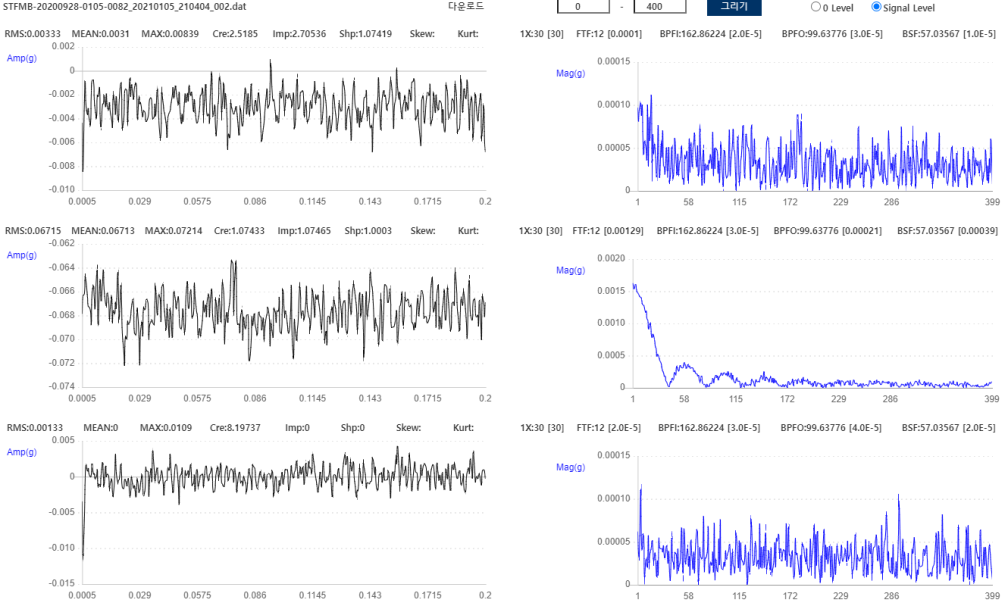 STFMB-20200928-0105-0082_20210105_210404_002.dat 다운로드 0 - 400 그리기 0 Level Signal Level
RMS:0.00333 MEAN:0.0031 MAX:0.00839 Cre:2.5185 Imp:2.70536 Shp:1.07419 Skew: Kurt:
Amp(g)
0.002
0
-0.002
-0.004
-0.006
-0.008
-0.010
0.0005 0.029 0.0575 0.086 0.1145 0.143 0.1715 0.2
1X:30 [30] FTF:12 [0.0001] BPFI:162.86224 [2.0E-5] BPFO:99.63776 [3.0E-5] BSF:57.03567 [1.0E-5]
Mag(g)
0.00015
0.00010
0.00005
0
1 58 115 172 229 286 399
RMS:0.06715 MEAN:0.06713 MAX:0.07214 Cre:1.07433 Imp:1.07465 Shp:1.0003 Skew: Kurt:
Amp(g)
-0.062
-0.064
-0.066
-0.068
-0.070
-0.072
-0.074
0.0005 0.029 0.0575 0.086 0.1145 0.143 0.1715 0.2
1X:30 [30] FTF:12 [0.00129] BPFI:162.86224 [3.0E-5] BPFO:99.63776 [0.00021] BSF:57.03567 [0.00039]
Mag(g)
0.0020
0.0015
0.0010
0.0005
0
1 58 115 172 229 286 399
RMS:0.00133 MEAN:0 MAX:0.0109 Cre:8.19737 Imp:0 Shp:0 Skew: Kurt:
Amp(g)
0.005
0
-0.005
-0.010
-0.015
0.0005 0.029 0.0575 0.086 0.1145 0.143 0.1715 0.2
1X:30 [30] FTF:12 [2.0E-5] BPFI:162.86224 [3.0E-5] BPFO:99.63776 [4.0E-5] BSF:57.03567 [2.0E-5]
Mag(g)
0.00015
0.00010
0.00005
0
1 58 115 172 229 286 399